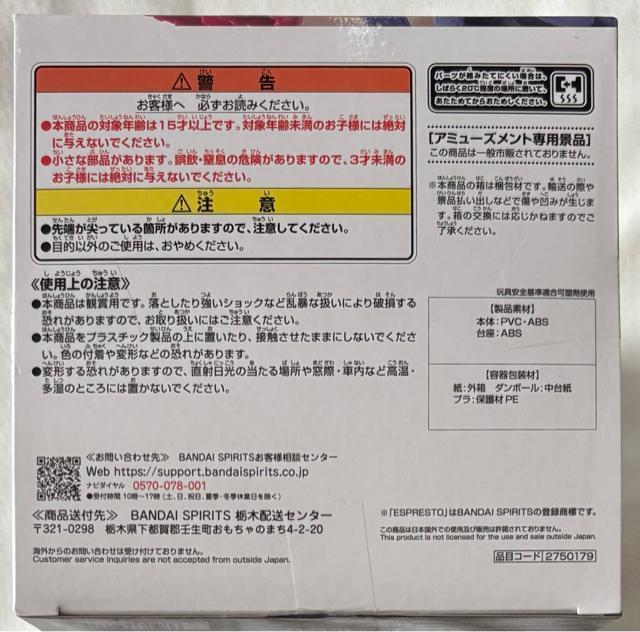 ⚠警告
お客様へ 必ずお読みください。
●本商品の対象年齢は15才以上です。対象年齢未満のお子様には絶対
に与えないでください。
●小さな部品があります。誤飲・窒息の危険がありますので、3才未満の
お子様には絶対に与えないでください。
⚠注意
●先端が尖っている箇所がありますので、注意してください。
●目的以外のご使用は、おやめください。
《使用上の注意》
●本商品は観賞用です。落としたり強いショックなど乱暴な扱いにより破損する
恐れがありますので、お取り扱いにはご注意ください。
●本商品をプラスチック製品の上に置いたり、接触させたままにしないでくださ
い。色の付着や変形などの恐れがあります。
●変形する恐れがありますので、直射日光の当たる場所や窓際・車内など高温・
多湿のところには置かないでください。
≪お問い合わせ先≫ BANDAI SPIRITSお客様相談センター
Web https://support.bandaispirits.co.jp
ナビダイヤル 0570-078-001
●受付時間 10時～17時(土、日、祝日、夏季・冬季休業日を除く)
≪商品送付先≫ BANDAI SPIRITS 栃木配送センター
〒321-0298 栃木県下都賀郡壬生町おもちゃのまち4-2-20
海外からのお問い合わせは受け付けておりません。
Customer service inquiries are not accepted from outside Japan.
パーツが組みたてにくい場合は、
しばらく20℃程度の場所に置いて、
あたためてからおためしください。
【アミューズメント専用景品】
この商品は一般市販されておりません。
※本商品の箱は梱包材です。輸送の際や
景品払い出しなどで傷や凹みが生じま
す。箱の交換には応じかねますのでご
了承ください。
玩具安全基準適合可塑剤使用
【製品素材】
本体：PVC・ABS
台座：ABS
【容器包装材】
紙：外箱 ダンボール：中台紙
プラ：保護材 PE
※「ESPRESTO」はBANDAI SPIRITSの登録商標です。
この商品は日本国外での使用及び販売は許諾されておりません。
This product is not licensed for the use and sale outside Japan.
品目コード 2750179